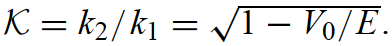 𝒦 = k₂/k₁ = √(1 − V₀/E).